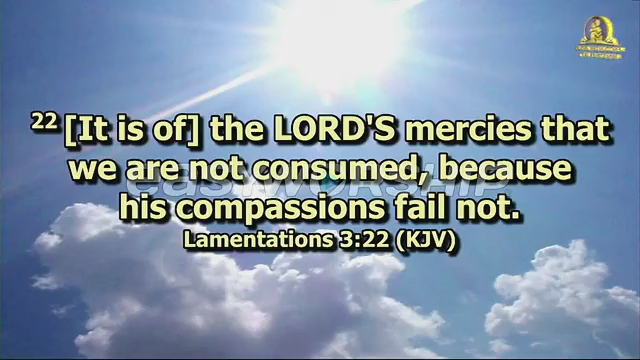 22 [It is of] the LORD'S mercies that
we are not consumed, because
his compassions fail not.
Lamentations 3:22 (KJV)
easyworship